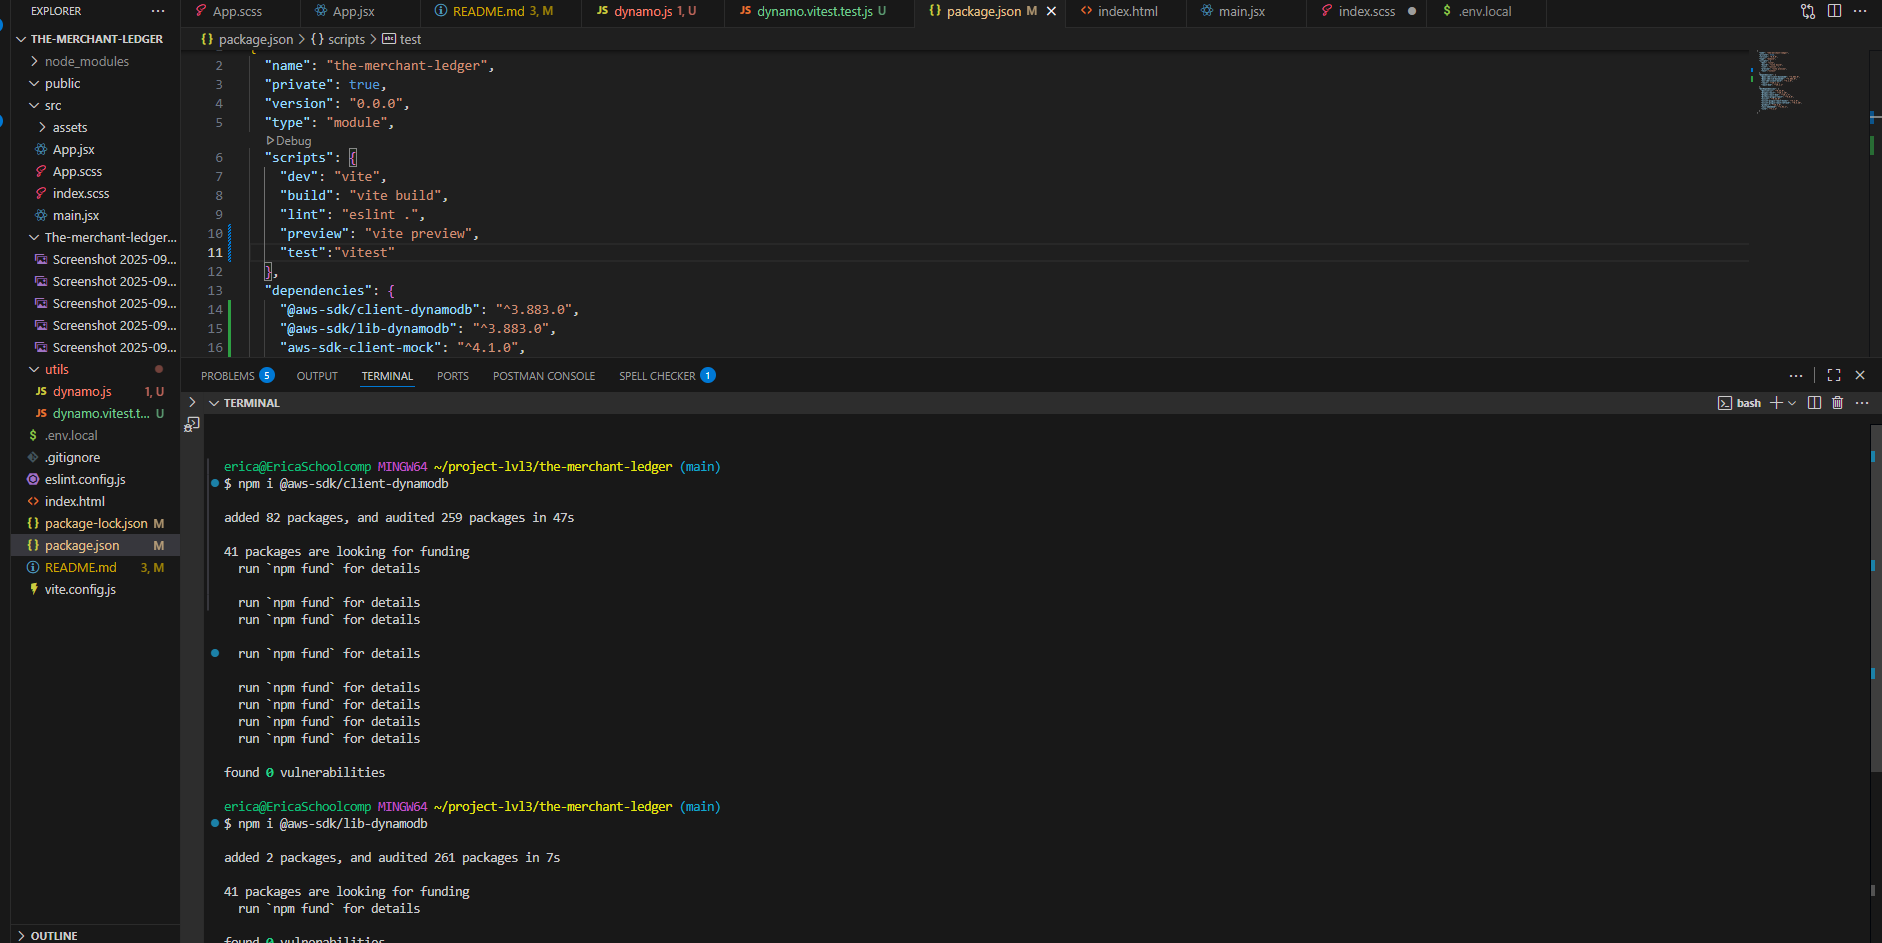 EXPLORER
THE-MERCHANT-LEDGER
node_modules
public
src
assets
App.jsx
App.scss
index.scss
main.jsx
The-merchant-ledger...
Screenshot 2025-09...
Screenshot 2025-09...
Screenshot 2025-09...
Screenshot 2025-09...
Screenshot 2025-09...
utils
JS dynamo.js 1, U
JS dynamo.vitest.t... U
$ .env.local
.gitignore
eslint.config.js
<> index.html
{} package-lock.json M
{} package.json M
README.md 3, M
vite.config.js
OUTLINE
App.scss
App.jsx
README.md 3, M
JS dynamo.js 1, U
JS dynamo.vitest.test.js U
{} package.json M
<> index.html
main.jsx
index.scss
$ .env.local
{} package.json > {} scripts > abc test
2 "name": "the-merchant-ledger",
3 "private": true,
4 "version": "0.0.0",
5 "type": "module",
Debug
6 "scripts": {
7 "dev": "vite",
8 "build": "vite build",
9 "lint": "eslint .",
10 "preview": "vite preview",
11 "test":"vitest"
12 },
13 "dependencies": {
14 "@aws-sdk/client-dynamodb": "^3.883.0",
15 "@aws-sdk/lib-dynamodb": "^3.883.0",
16 "aws-sdk-client-mock": "^4.1.0",
PROBLEMS 5 OUTPUT TERMINAL PORTS POSTMAN CONSOLE SPELL CHECKER 1
TERMINAL
bash
erica@EricaSchoolcomp MINGW64 ~/project-lvl3/the-merchant-ledger (main)
$ npm i @aws-sdk/client-dynamodb
added 82 packages, and audited 259 packages in 47s
41 packages are looking for funding
run `npm fund` for details
run `npm fund` for details
run `npm fund` for details
run `npm fund` for details
run `npm fund` for details
run `npm fund` for details
run `npm fund` for details
run `npm fund` for details
found 0 vulnerabilities
erica@EricaSchoolcomp MINGW64 ~/project-lvl3/the-merchant-ledger (main)
$ npm i @aws-sdk/lib-dynamodb
added 2 packages, and audited 261 packages in 7s
41 packages are looking for funding
run `npm fund` for details
found 0 vulnerabilities